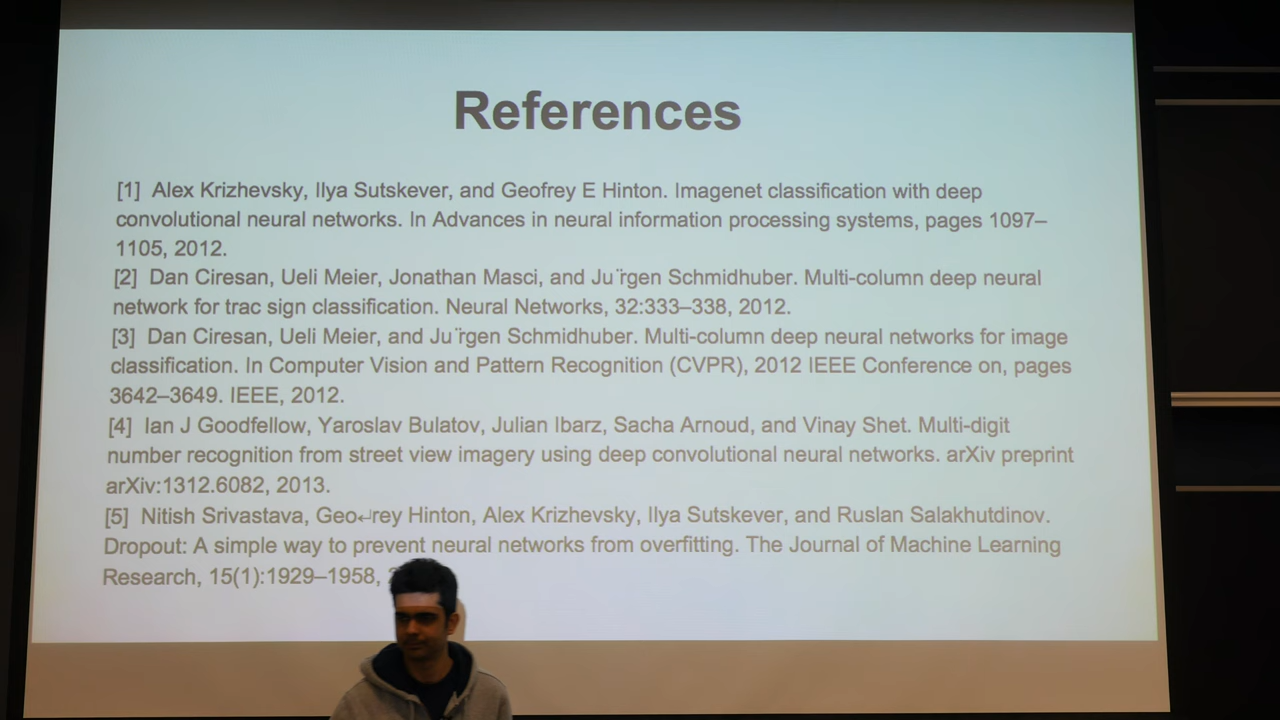 References
[1] Alex Krizhevsky, Ilya Sutskever, and Geofrey E Hinton. Imagenet classification with deep
convolutional neural networks. In Advances in neural information processing systems, pages 1097–
1105, 2012.
[2] Dan Ciresan, Ueli Meier, Jonathan Masci, and Ju ̈rgen Schmidhuber. Multi-column deep neural
network for trac sign classification. Neural Networks, 32:333–338, 2012.
[3] Dan Ciresan, Ueli Meier, and Ju ̈rgen Schmidhuber. Multi-column deep neural networks for image
classification. In Computer Vision and Pattern Recognition (CVPR), 2012 IEEE Conference on, pages
3642–3649. IEEE, 2012.
[4] Ian J Goodfellow, Yaroslav Bulatov, Julian Ibarz, Sacha Arnoud, and Vinay Shet. Multi-digit
number recognition from street view imagery using deep convolutional neural networks. arXiv preprint
arXiv:1312.6082, 2013.
[5] Nitish Srivastava, Geo↵rey Hinton, Alex Krizhevsky, Ilya Sutskever, and Ruslan Salakhutdinov.
Dropout: A simple way to prevent neural networks from overfitting. The Journal of Machine Learning
Research, 15(1):1929–1958,